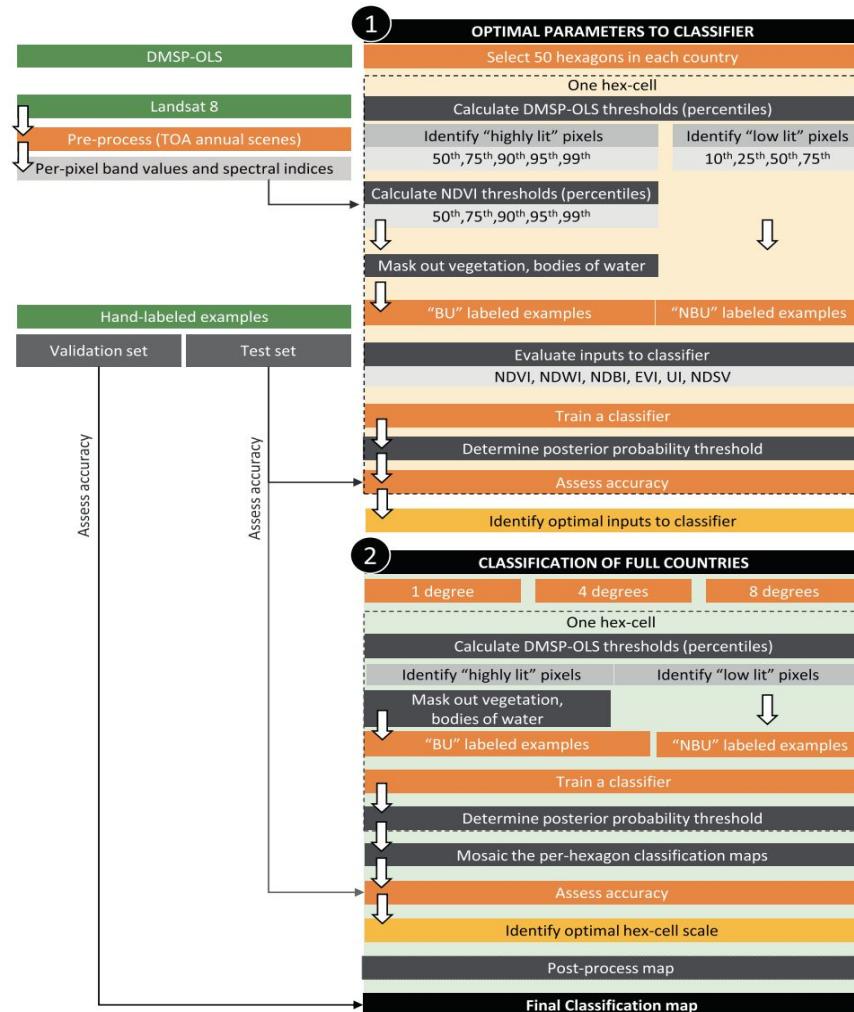 DMSP-OLS
Landsat 8
Pre-process (TOA annual scenes)
Per-pixel band values and spectral indices
Hand-labeled examples
Validation set
Test set
Assess accuracy
Assess accuracy
1
OPTIMAL PARAMETERS TO CLASSIFIER
Select 50 hexagons in each country
One hex-cell
Calculate DMSP-OLS thresholds (percentiles)
Identify “highly lit” pixels
50th,75th,90th,95th,99th
Identify “low lit” pixels
10th,25th,50th,75th
Calculate NDVI thresholds (percentiles)
50th,75th,90th,95th,99th
Mask out vegetation, bodies of water
“BU” labeled examples
“NBU” labeled examples
Evaluate inputs to classifier
NDVI, NDWI, NDBI, EVI, UI, NDSV
Train a classifier
Determine posterior probability threshold
Assess accuracy
Identify optimal inputs to classifier
2
CLASSIFICATION OF FULL COUNTRIES
1 degree
4 degrees
8 degrees
One hex-cell
Calculate DMSP-OLS thresholds (percentiles)
Identify “highly lit” pixels
Identify “low lit” pixels
Mask out vegetation,
bodies of water
“BU” labeled examples
“NBU” labeled examples
Train a classifier
Determine posterior probability threshold
Mosaic the per-hexagon classification maps
Assess accuracy
Identify optimal hex-cell scale
Post-process map
Final Classification map